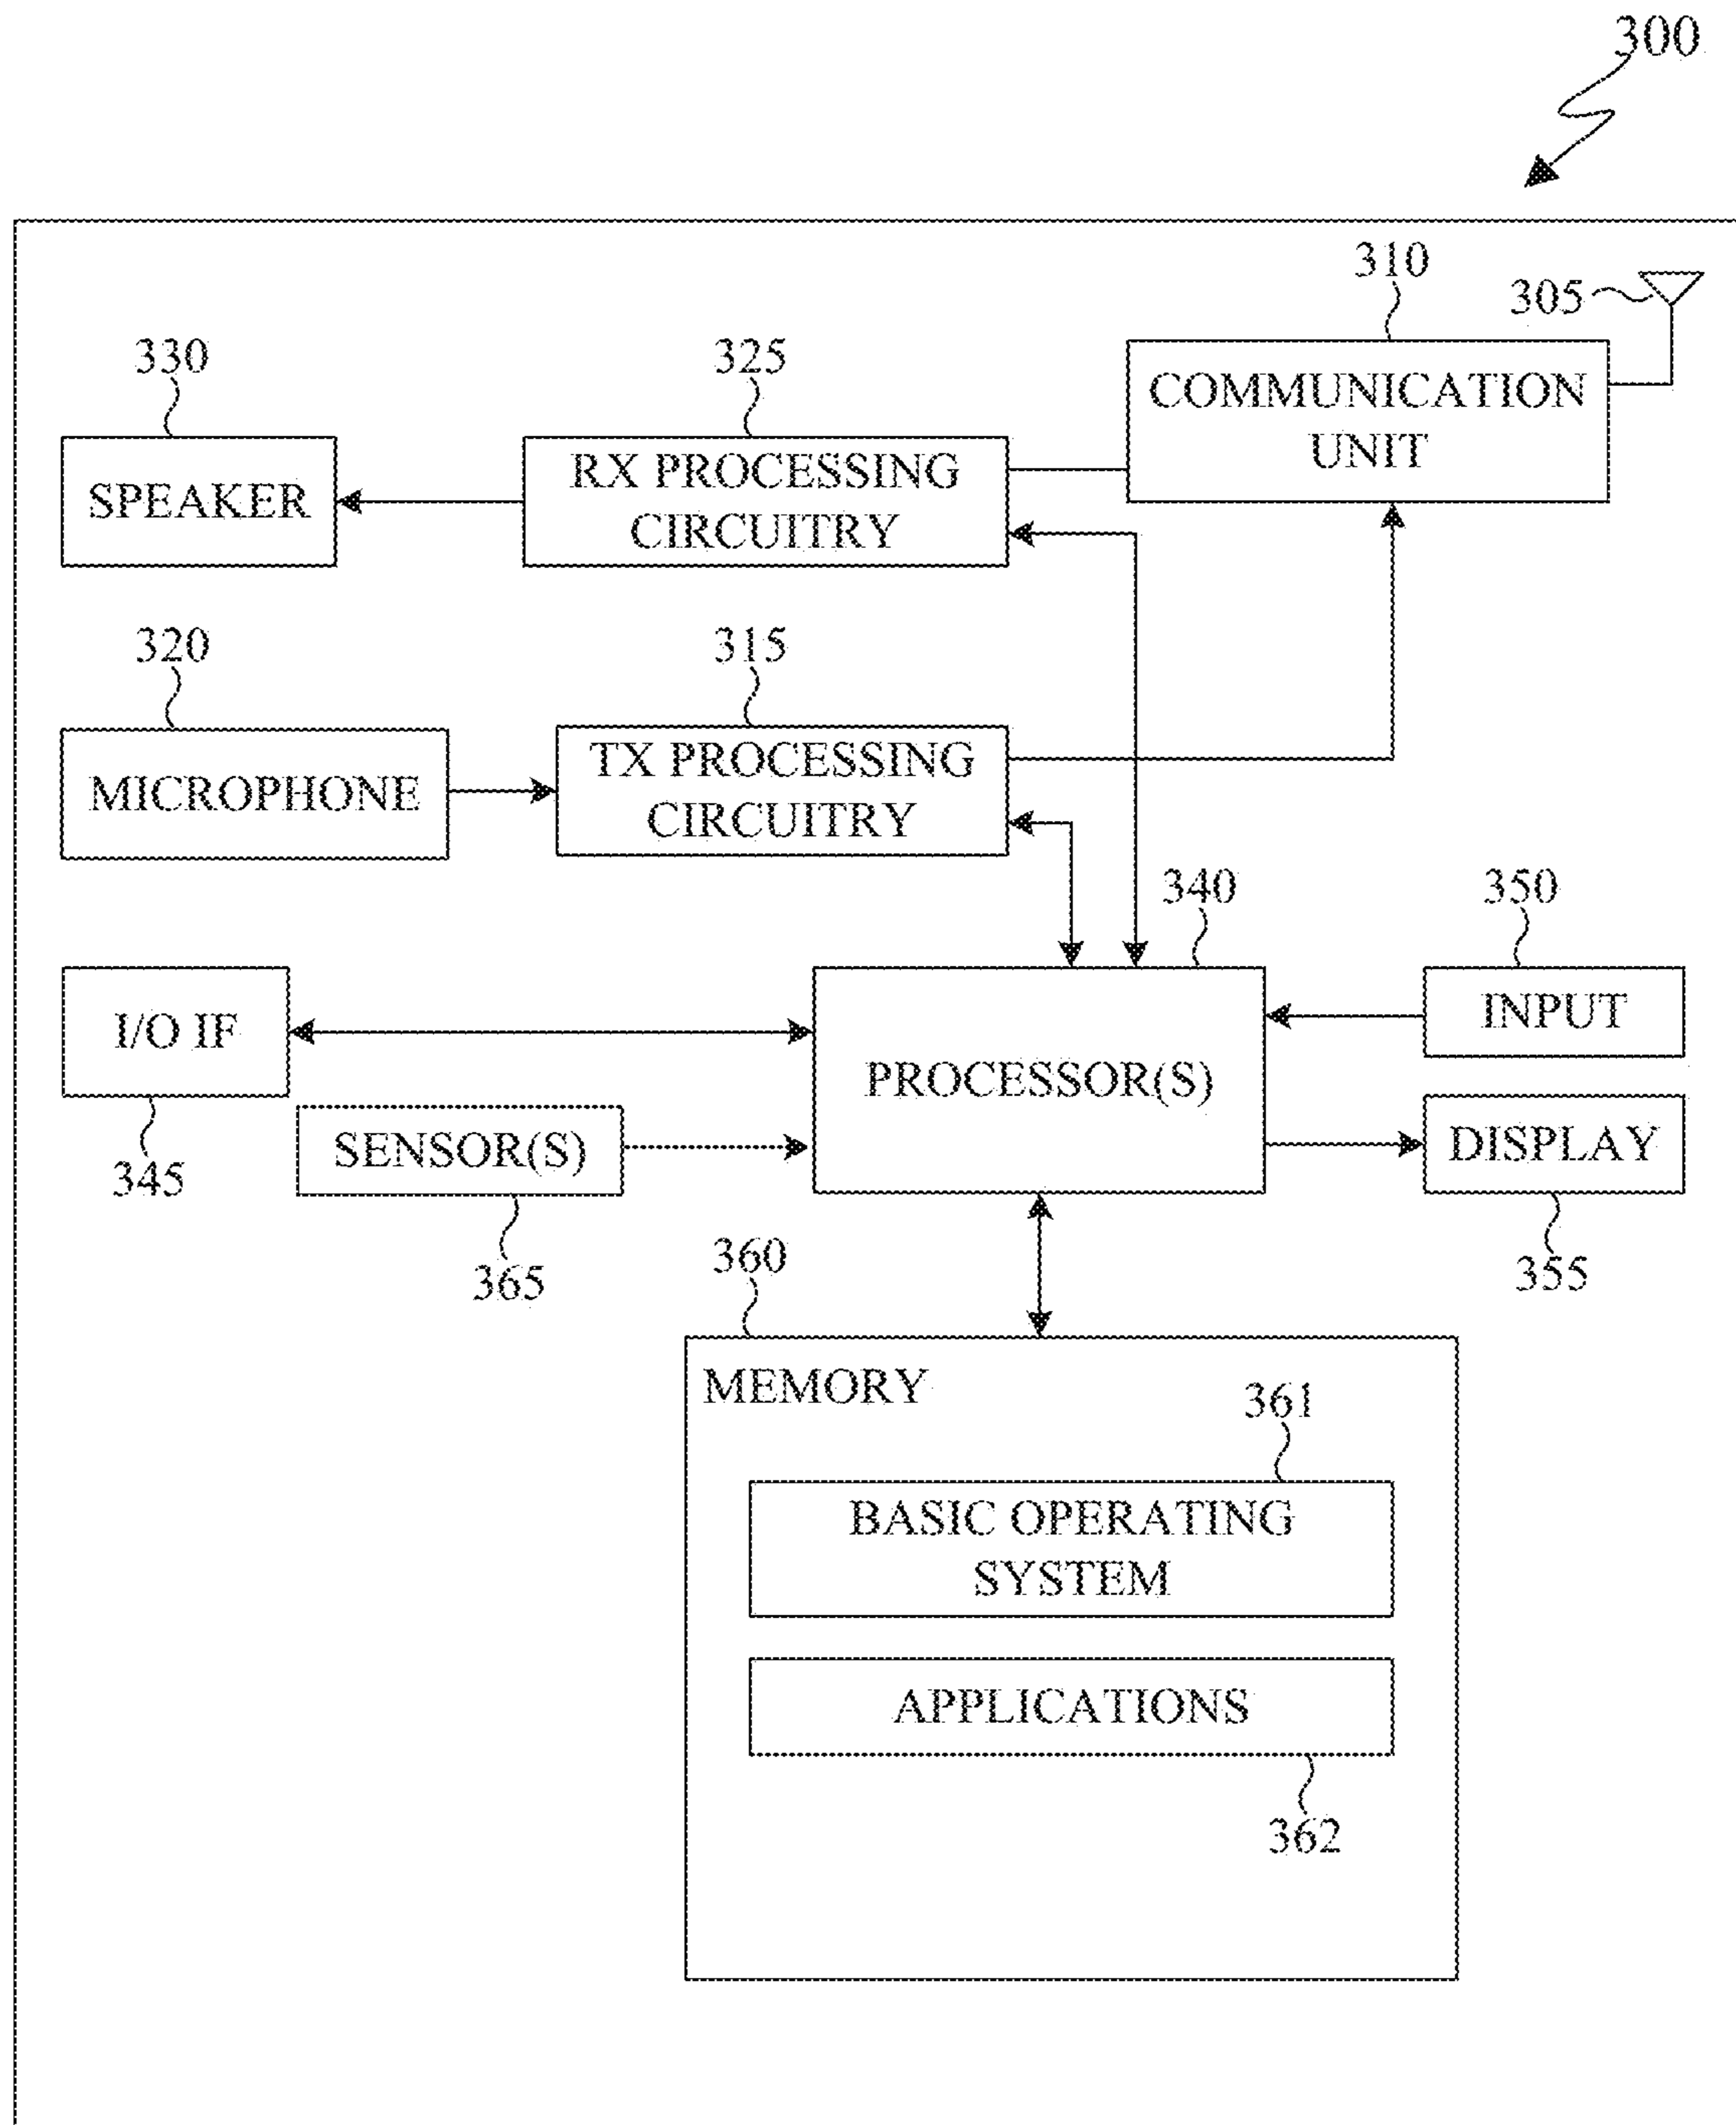 300
310
305
330
325
COMMUNICATION
UNIT
SPEAKER
RX PROCESSING
CIRCUITRY
320
315
MICROPHONE
TX PROCESSING
CIRCUITRY
340
350
I/O IF
INPUT
PROCESSOR(S)
SENSOR(S)
DISPLAY
345
365
360
355
MEMORY
361
BASIC OPERATING
SYSTEM
APPLICATIONS
362